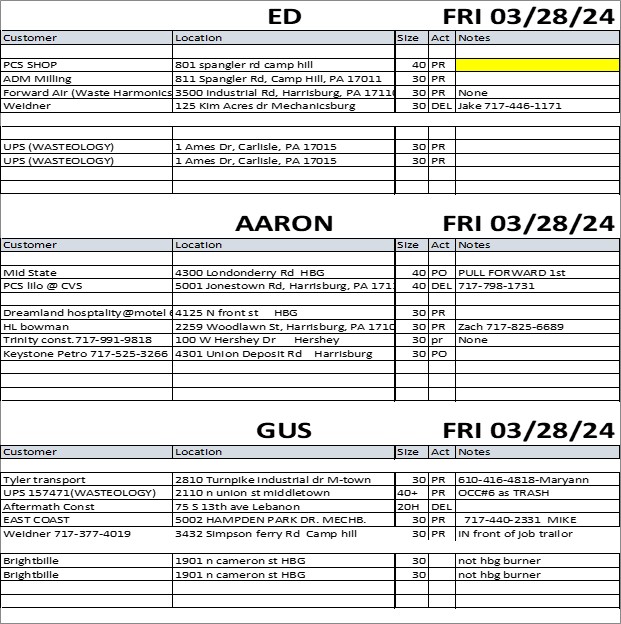 ED FRI 03/28/24
Customer Location Size Act Notes
PCS SHOP 801 spangler rd camp hill 40 PR
ADM Milling 811 Spangler Rd, Camp Hill, PA 17011 30 PR
Forward Air (Waste Harmonics 3500 Industrial Rd, Harrisburg, PA 1711 30 PR None
Weidner 125 Kim Acres dr Mechanicsburg 30 DEL Jake 717-446-1171
UPS (WASTEOLOGY) 1 Ames Dr, Carlisle, PA 17015 30 PR
UPS (WASTEOLOGY) 1 Ames Dr, Carlisle, PA 17015 30 PR
AARON FRI 03/28/24
Customer Location Size Act Notes
Mid State 4300 Londonderry Rd HBG 40 PO PULL FORWARD 1st
PCS lilo @ CVS 5001 Jonestown Rd, Harrisburg, PA 171 40 DEL 717-798-1731
Dreamland hosptality@motel 6 4125 N front st HBG 30 PR
HL bowman 2259 Woodlawn St, Harrisburg, PA 1710 30 PR Zach 717-825-6689
Trinity const.717-991-9818 100 W Hershey Dr Hershey 30 pr None
Keystone Petro 717-525-3266 4301 Union Deposit Rd Harrisburg 30 PO
GUS FRI 03/28/24
Customer Location Size Act Notes
Tyler transport 2810 Turnpike Industrial dr M-town 30 PR 610-416-4818-Maryann
UPS 157471(WASTEOLOGY) 2110 n union st middletown 40+ PR OCC#6 as TRASH
Aftermath Const 75 S 13th ave Lebanon 20H DEL
EAST COAST 5002 HAMPDEN PARK DR. MECHB. 30 PR 717-440-2331 MIKE
Weidner 717-377-4019 3432 Simpson ferry Rd Camp hill 30 PR IN front of job trailor
Brightbille 1901 n cameron st HBG 30 not hbg burner
Brightbille 1901 n cameron st HBG 30 not hbg burner